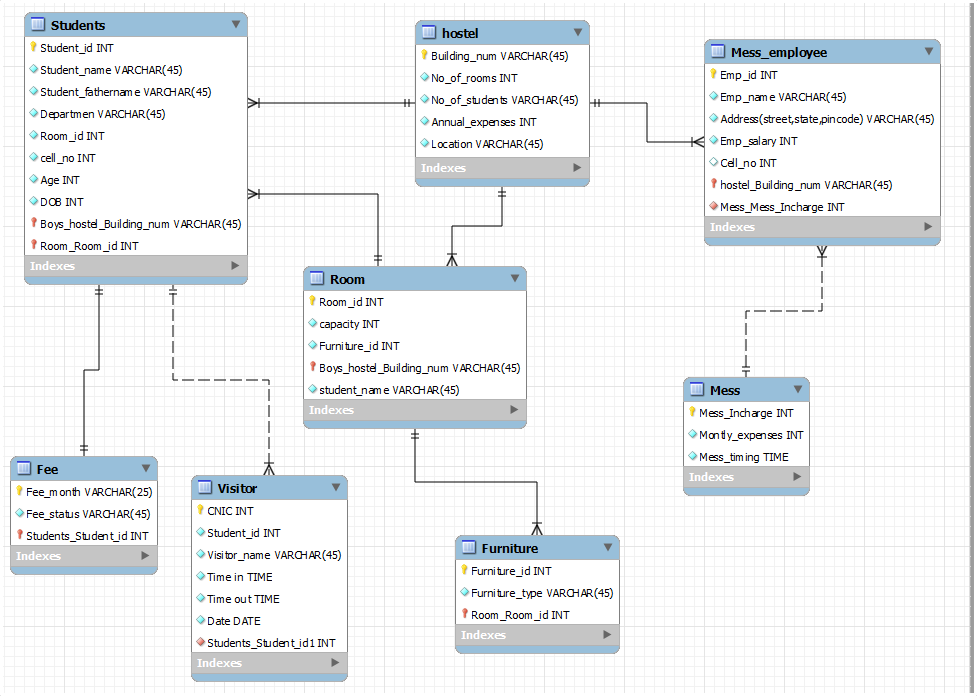 Students
Student_id INT
Student_name VARCHAR(45)
Student_fathername VARCHAR(45)
Departmen VARCHAR(45)
Room_id INT
cell_no INT
Age INT
DOB INT
Boys_hostel_Building_num VARCHAR(45)
Room_Room_id INT
Indexes
hostel
Building_num VARCHAR(45)
No_of_rooms INT
No_of_students VARCHAR(45)
Annual_expenses INT
Location VARCHAR(45)
Indexes
Mess_employee
Emp_id INT
Emp_name VARCHAR(45)
Address(street,state,pincode) VARCHAR(45)
Emp_salary INT
Cell_no INT
hostel_Building_num VARCHAR(45)
Mess_Mess_Incharge INT
Indexes
Room
Room_id INT
capacity INT
Furniture_id INT
Boys_hostel_Building_num VARCHAR(45)
student_name VARCHAR(45)
Indexes
Mess
Mess_Incharge INT
Montly_expenses INT
Mess_timing TIME
Indexes
Fee
Fee_month VARCHAR(25)
Fee_status VARCHAR(45)
Students_Student_id INT
Indexes
Visitor
CNIC INT
Student_id INT
Visitor_name VARCHAR(45)
Time in TIME
Time out TIME
Date DATE
Students_Student_id1 INT
Indexes
Furniture
Furniture_id INT
Furniture_type VARCHAR(45)
Room_Room_id INT
Indexes